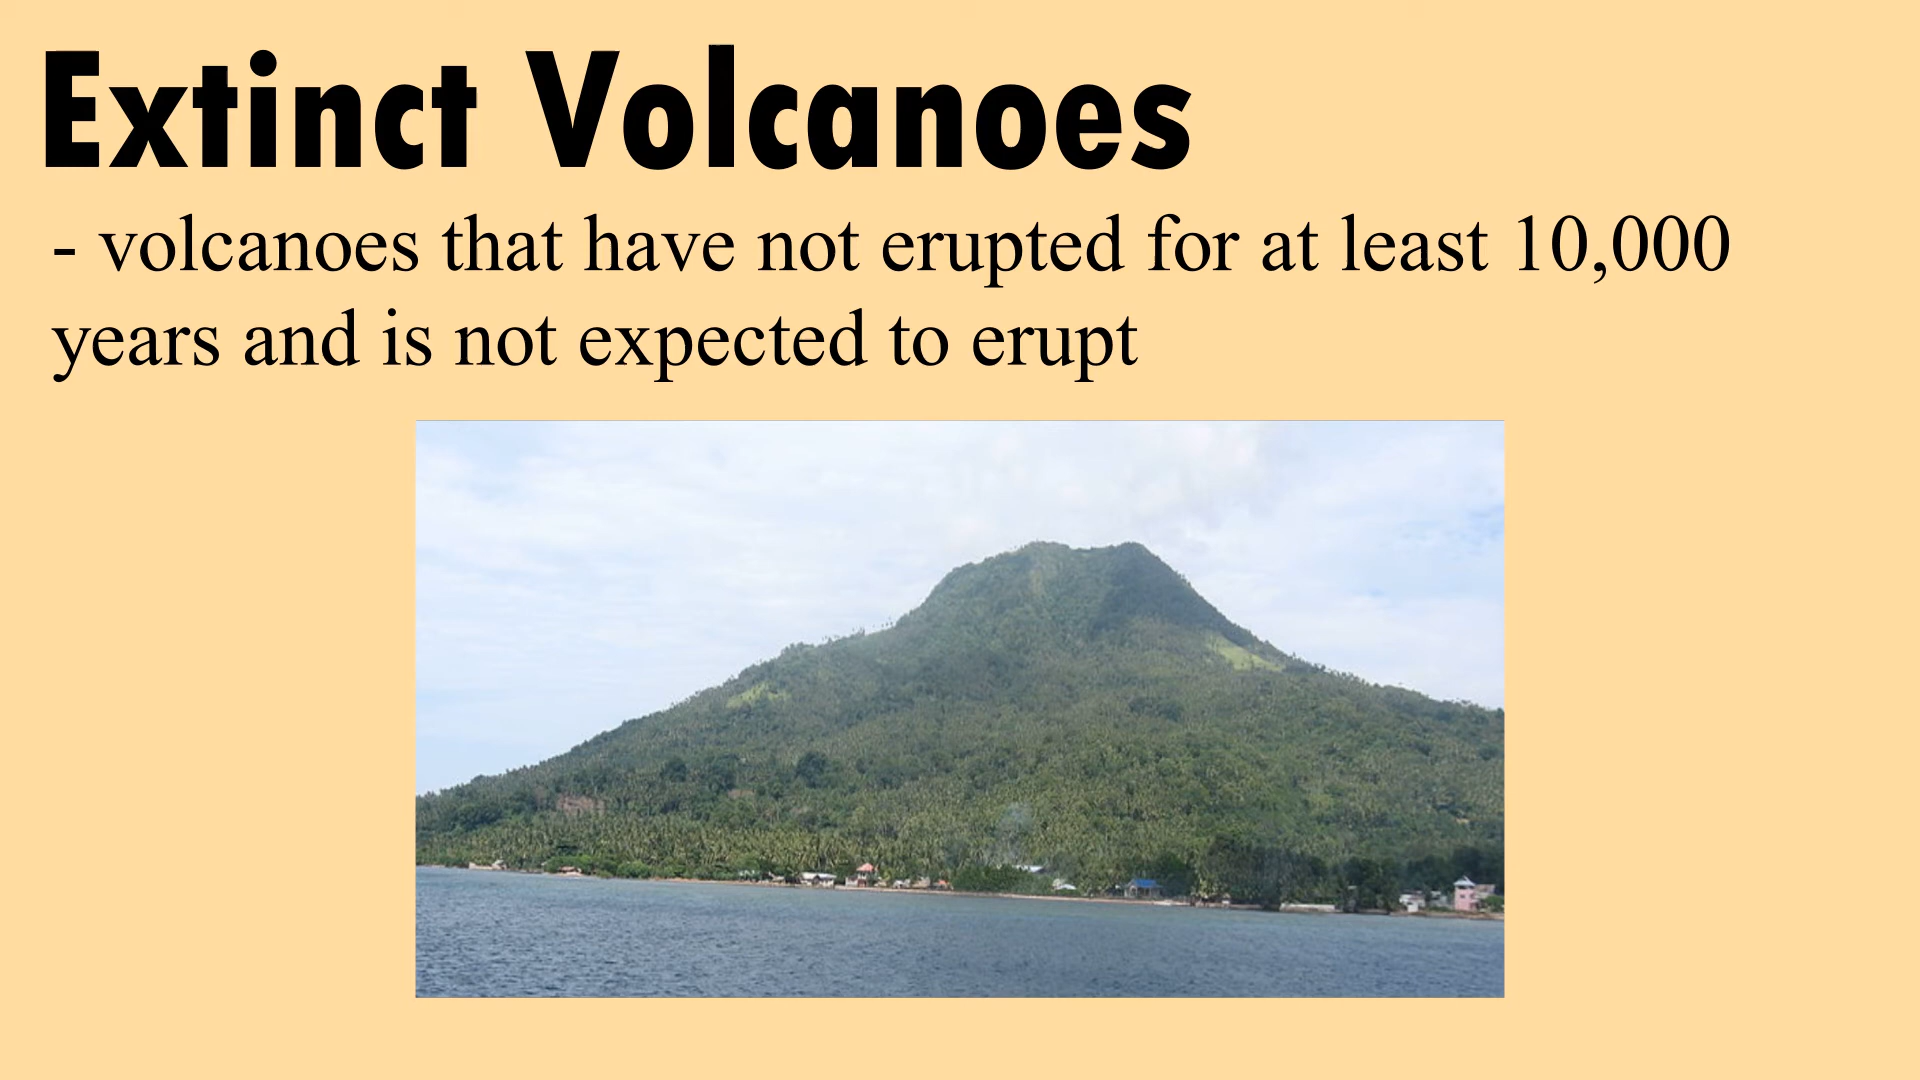 Extinct Volcanoes
- volcanoes that have not erupted for at least 10,000
years and is not expected to erupt